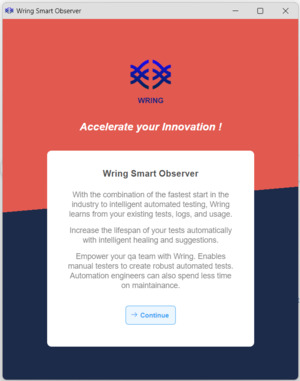 Wring Smart Observer
WRING
Accelerate your Innovation !
Wring Smart Observer
With the combination of the fastest start in the
industry to intelligent automated testing, Wring
learns from your existing tests, logs, and usage.
Increase the lifespan of your tests automatically
with intelligent healing and suggestions.
Empower your qa team with Wring. Enables
manual testers to create robust automated tests.
Automation engineers can also spend less time
on maintainance.
Continue